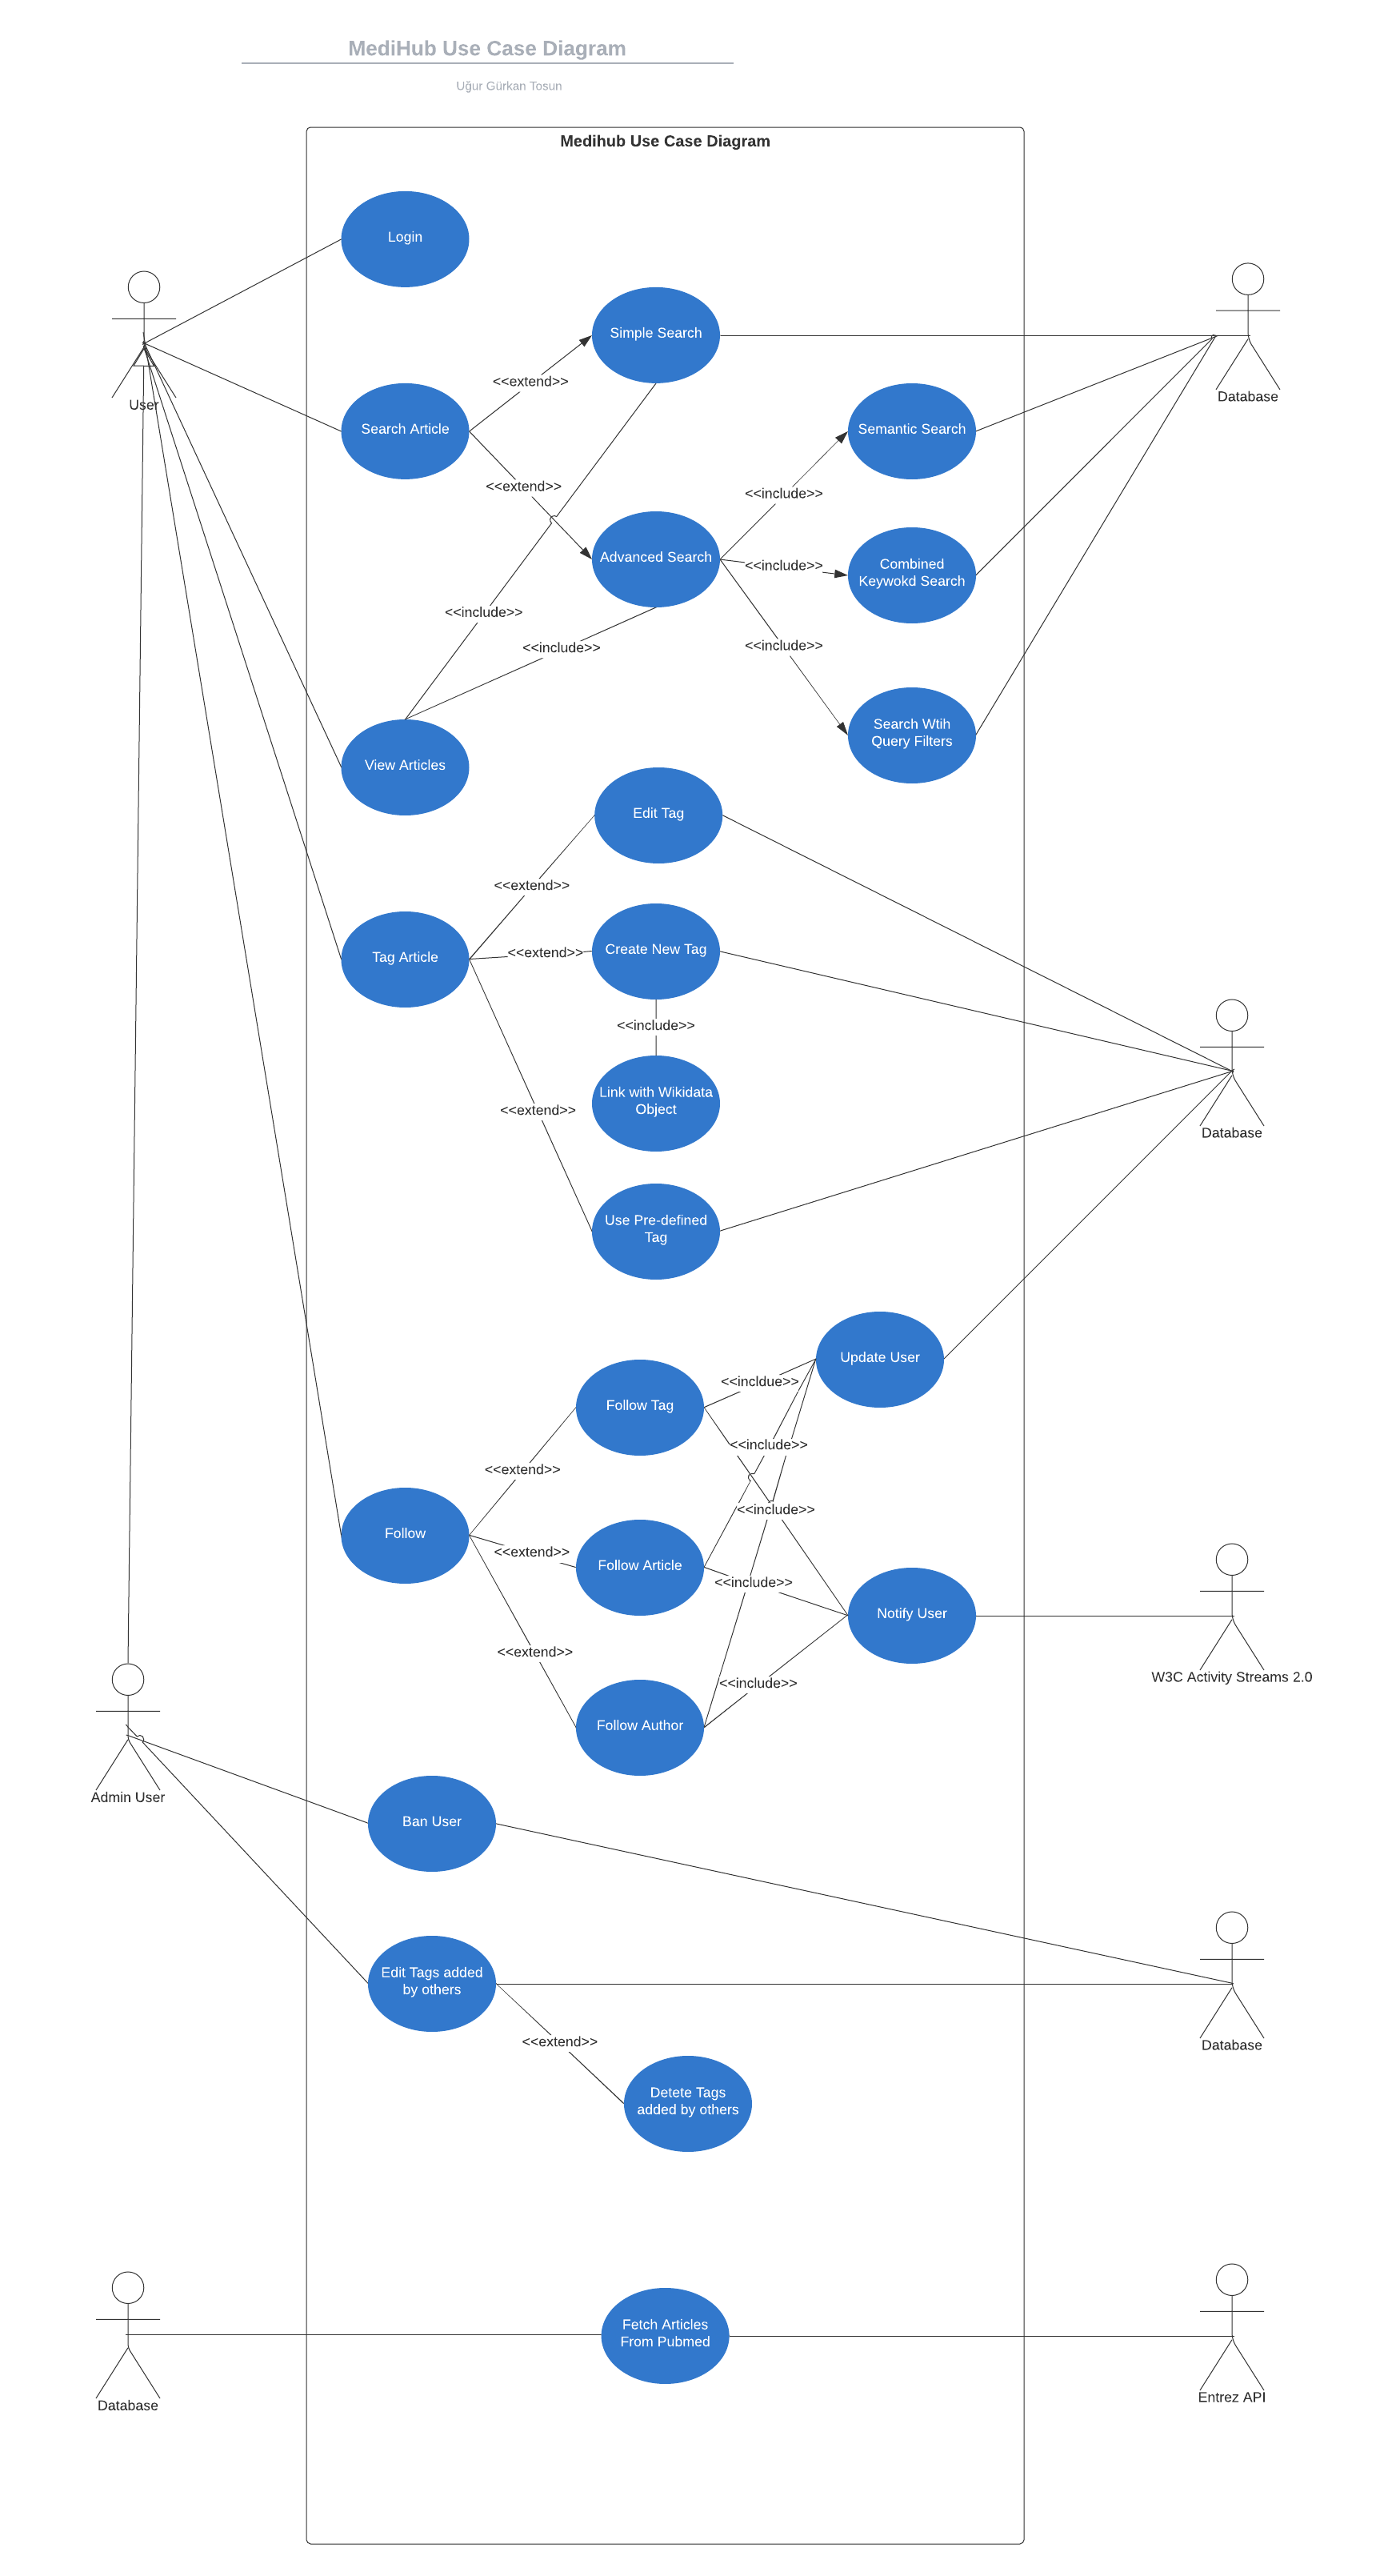 MediHub Use Case Diagram
Uğur Gürkan Tosun
Medihub Use Case Diagram
Login
User
Simple Search
Database
<<extend>>
Search Article
Semantic Search
<<extend>>
<<include>>
Advanced Search
<<include>>
Combined
Keywokd Search
<<include>>
<<include>>
<<include>>
Search Wtih
Query Filters
View Articles
Edit Tag
<<extend>>
Tag Article
<<extend>>
Create New Tag
<<include>>
Link with Wikidata
Object
<<extend>>
Database
Use Pre-defined
Tag
Update User
<<incldue>>
Follow Tag
<<include>>
<<extend>>
<<include>>
Follow
<<extend>>
Follow Article
<<include>>
Notify User
<<extend>>
<<include>>
W3C Activity Streams 2.0
Follow Author
Admin User
Ban User
Edit Tags added
by others
<<extend>>
Database
Detete Tags
added by others
Fetch Articles
From Pubmed
Database
Entrez API